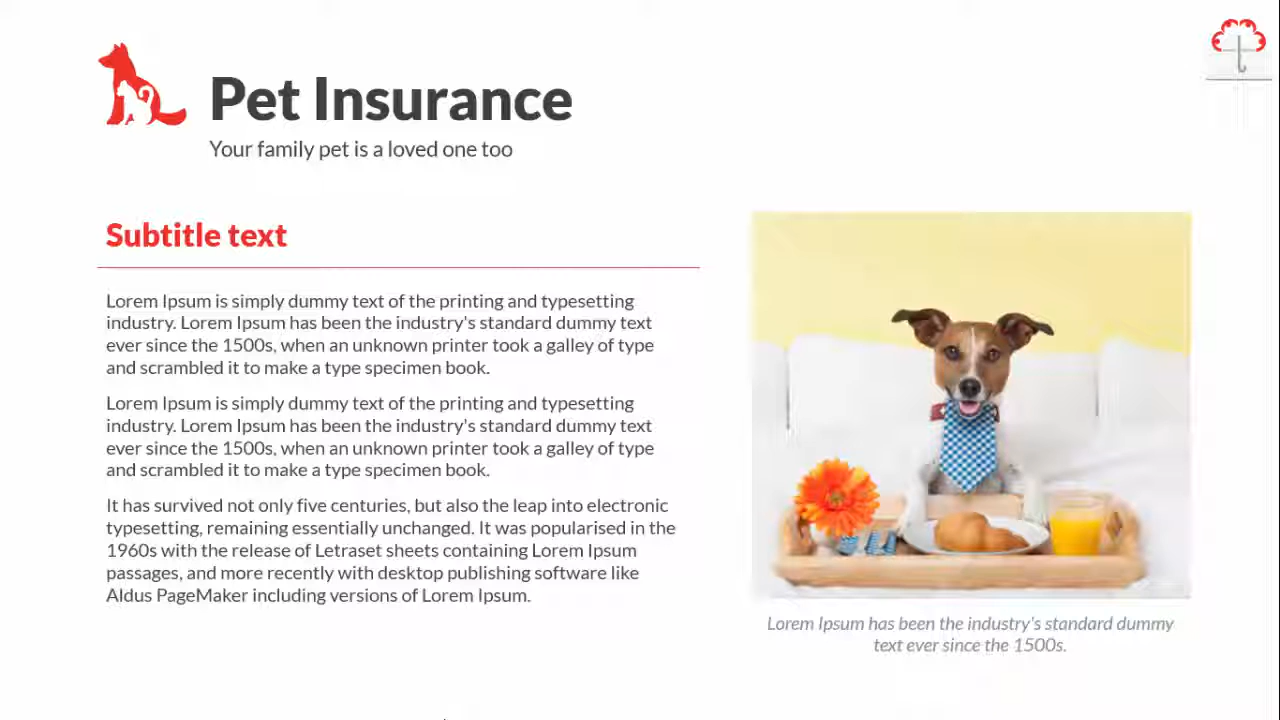 Pet Insurance
Your family pet is a loved one too
Subtitle text
Lorem Ipsum is simply dummy text of the printing and typesetting
industry. Lorem Ipsum has been the industry's standard dummy text
ever since the 1500s, when an unknown printer took a galley of type
and scrambled it to make a type specimen book.
Lorem Ipsum is simply dummy text of the printing and typesetting
industry. Lorem Ipsum has been the industry's standard dummy text
ever since the 1500s, when an unknown printer took a galley of type
and scrambled it to make a type specimen book.
It has survived not only five centuries, but also the leap into electronic
typesetting, remaining essentially unchanged. It was popularised in the
1960s with the release of Letraset sheets containing Lorem Ipsum
passages, and more recently with desktop publishing software like
Aldus PageMaker including versions of Lorem Ipsum.
Lorem Ipsum has been the industry's standard dummy
text ever since the 1500s.